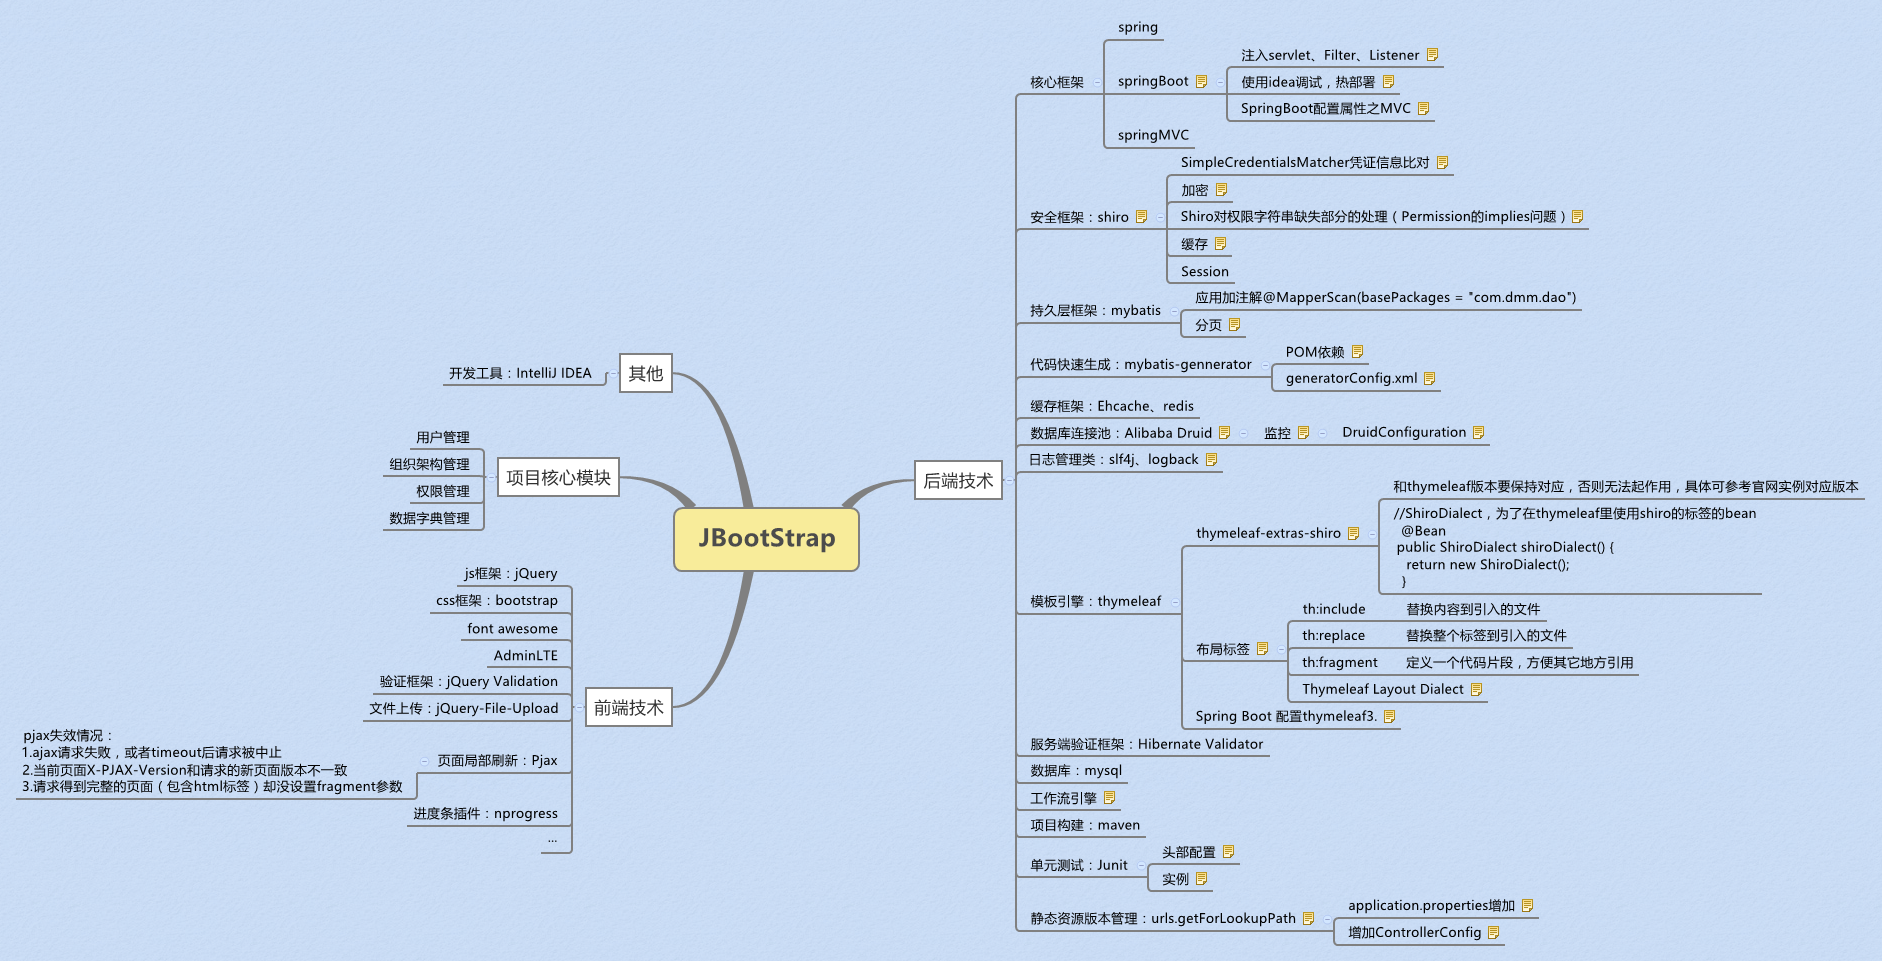 JBootStrap
其他
开发工具：IntelliJ IDEA
项目核心模块
用户管理
组织架构管理
权限管理
数据字典管理
前端技术
js框架：jQuery
css框架：bootstrap
font awesome
AdminLTE
验证框架：jQuery Validation
文件上传：jQuery-File-Upload
页面局部刷新：Pjax
pjax失效情况：
1.ajax请求失败，或者timeout后请求被中止
2.当前页面X-PJAX-Version和请求的新页面版本不一致
3.请求得到完整的页面（包含html标签）却没设置fragment参数
进度条插件：nprogress
...
后端技术
核心框架
spring
springBoot
注入servlet、Filter、Listener
使用idea调试，热部署
SpringBoot配置属性之MVC
springMVC
安全框架：shiro
SimpleCredentialsMatcher凭证信息比对
加密
Shiro对权限字符串缺失部分的处理（Permission的implies问题）
缓存
Session
持久层框架：mybatis
应用加注解@MapperScan(basePackages = "com.dmm.dao")
分页
代码快速生成：mybatis-gennerator
POM依赖
generatorConfig.xml
缓存框架：Ehcache、redis
数据库连接池：Alibaba Druid
监控
DruidConfiguration
日志管理类：slf4j、logback
模板引擎：thymeleaf
thymeleaf-extras-shiro
和thymeleaf版本要保持对应，否则无法起作用，具体可参考官网实例对应版本
//ShiroDialect，为了在thymeleaf里使用shiro的标签的bean
@Bean
public ShiroDialect shiroDialect() {
return new ShiroDialect();
}
布局标签
th:include 替换内容到引入的文件
th:replace 替换整个标签到引入的文件
th:fragment 定义一个代码片段，方便其它地方引用
Thymeleaf Layout Dialect
Spring Boot 配置thymeleaf3.
服务端验证框架：Hibernate Validator
数据库：mysql
工作流引擎
项目构建：maven
单元测试：Junit
头部配置
实例
静态资源版本管理：urls.getForLookupPath
application.properties增加
增加ControllerConfig